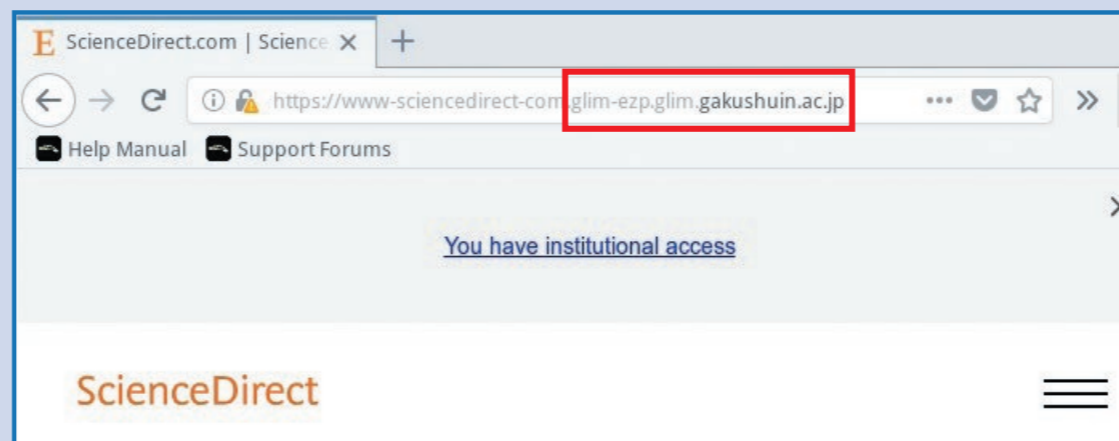 E ScienceDirect.com | Science
https://www-sciencedirect-com.glim-ezp.glim.gakushuin.ac.jp
Help Manual Support Forums
You have institutional access
ScienceDirect